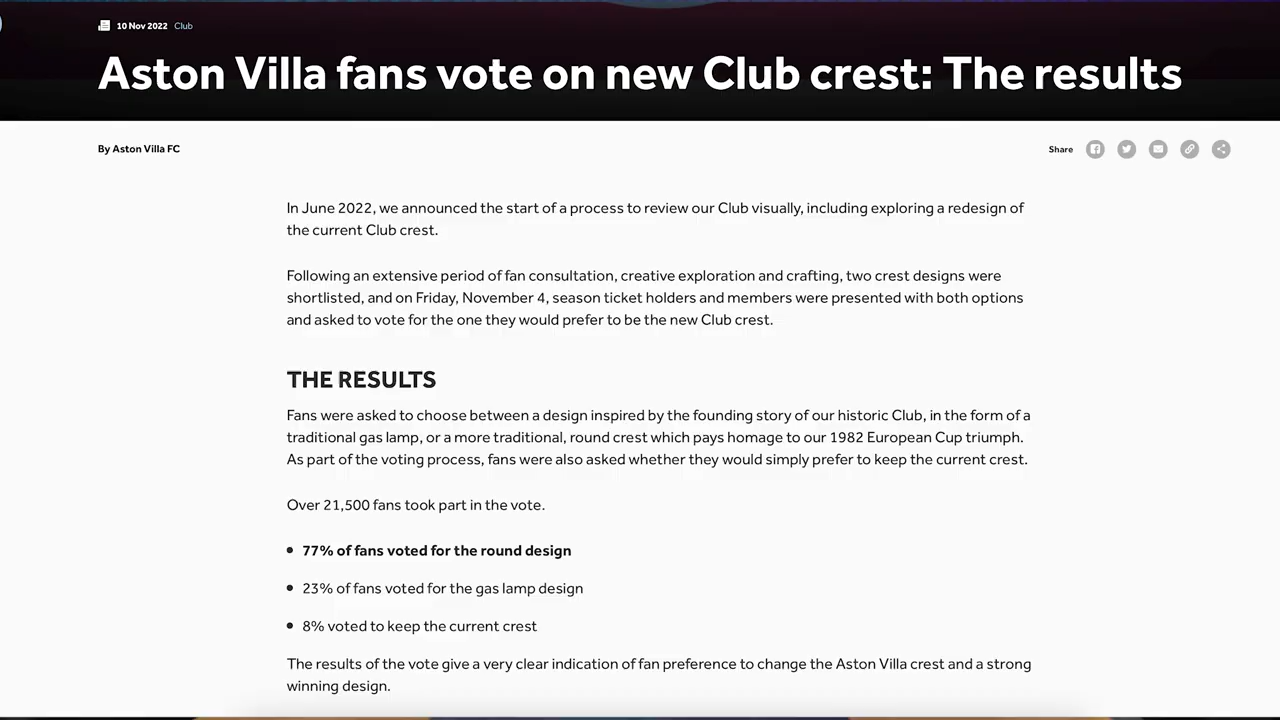 10 Nov 2022 Club
Aston Villa fans vote on new Club crest: The results
By Aston Villa FC
Share
In June 2022, we announced the start of a process to review our Club visually, including exploring a redesign of
the current Club crest.
Following an extensive period of fan consultation, creative exploration and crafting, two crest designs were
shortlisted, and on Friday, November 4, season ticket holders and members were presented with both options
and asked to vote for the one they would prefer to be the new Club crest.
THE RESULTS
Fans were asked to choose between a design inspired by the founding story of our historic Club, in the form of a
traditional gas lamp, or a more traditional, round crest which pays homage to our 1982 European Cup triumph.
As part of the voting process, fans were also asked whether they would simply prefer to keep the current crest.
Over 21,500 fans took part in the vote.
• 77% of fans voted for the round design
• 23% of fans voted for the gas lamp design
• 8% voted to keep the current crest
The results of the vote give a very clear indication of fan preference to change the Aston Villa crest and a strong
winning design.